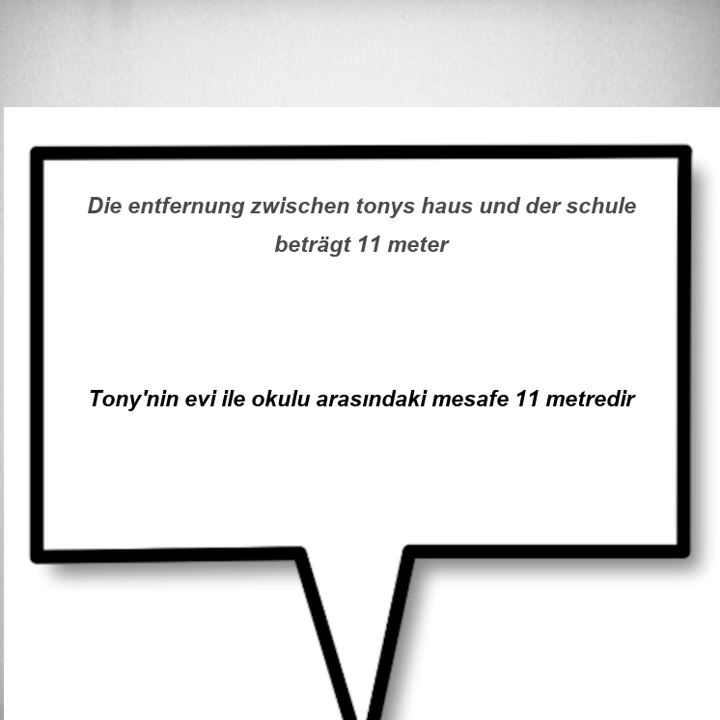 Die entfernung zwischen tonys haus und der schule
beträgt 11 meter
Tony'nin evi ile okulu arasındaki mesafe 11 metredir